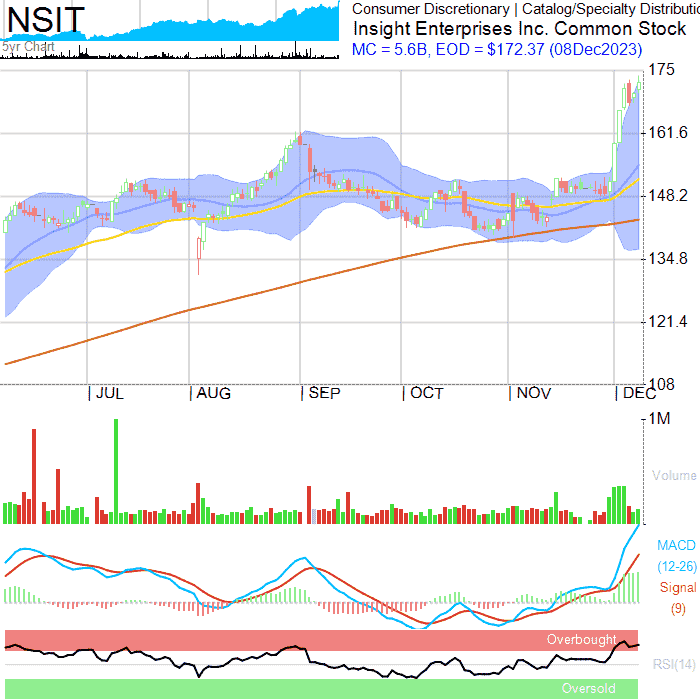 NSIT
Consumer Discretionary | Catalog/Specialty Distributio
Insight Enterprises Inc. Common Stock
MC = 5.6B, EOD = $172.37 (08Dec2023)
5yr Chart
175
161.6
148.2
134.8
121.4
108
JUL AUG SEP OCT NOV DEC
1M
Volume
MACD
(12-26)
Signal
(9)
Overbought
RSI(14)
Oversold